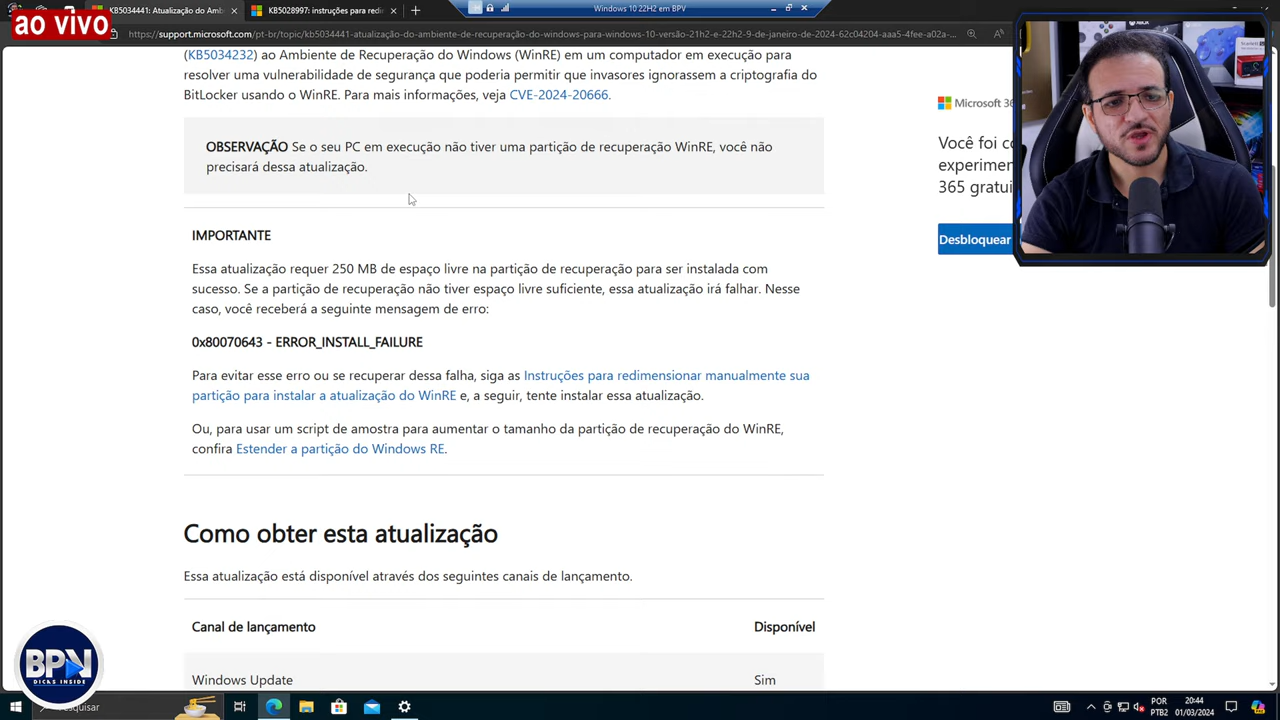 KB5034441: Atualização do Ambi
KB5028997: instruções para redir
Windows 10 22H2 em BPV
ao vivo
https://support.microsoft.com/pt-br/topic/kb5034441-atualização-do-ambiente-de-recuperação-do-windows-para-windows-10-versão-21h2-e-22h2-9-de-janeiro-de-2024-62c04204-aaa5-4fee-a02a-...
(KB5034232) ao Ambiente de Recuperação do Windows (WinRE) em um computador em execução para
resolver uma vulnerabilidade de segurança que poderia permitir que invasores ignorassem a criptografia do
BitLocker usando o WinRE. Para mais informações, veja CVE-2024-20666.
OBSERVAÇÃO Se o seu PC em execução não tiver uma partição de recuperação WinRE, você não
precisará dessa atualização.
IMPORTANTE
Essa atualização requer 250 MB de espaço livre na partição de recuperação para ser instalada com
sucesso. Se a partição de recuperação não tiver espaço livre suficiente, essa atualização irá falhar. Nesse
caso, você receberá a seguinte mensagem de erro:
0x80070643 - ERROR_INSTALL_FAILURE
Para evitar esse erro ou se recuperar dessa falha, siga as Instruções para redimensionar manualmente sua
partição para instalar a atualização do WinRE e, a seguir, tente instalar essa atualização.
Ou, para usar um script de amostra para aumentar o tamanho da partição de recuperação do WinRE,
confira Estender a partição do Windows RE.
Como obter esta atualização
Essa atualização está disponível através dos seguintes canais de lançamento.
Canal de lançamento Disponível
Windows Update Sim
Microsoft 36
Você foi c
experimen
365 gratui
Desbloquear
BPV
DICAS INSIDE
squisar
POR
PTB2
20:44
01/03/2024